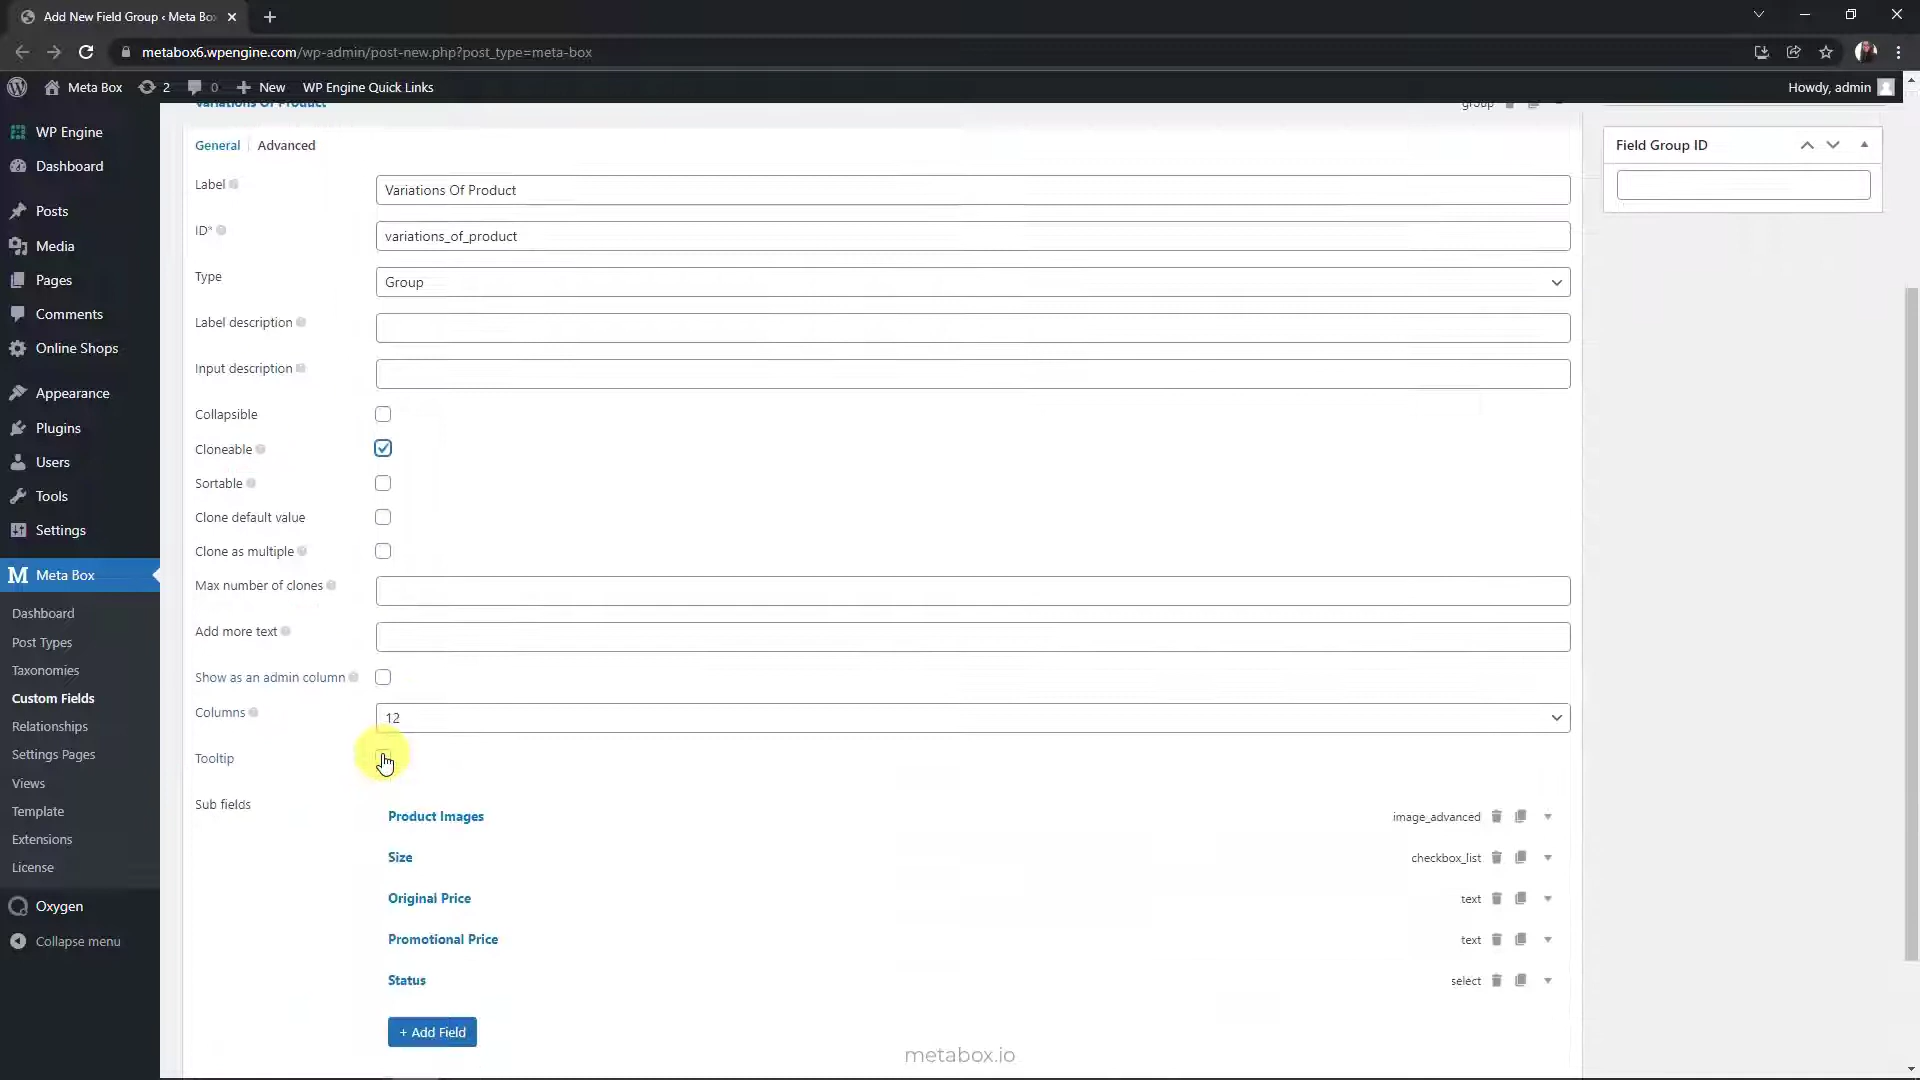 Add New Field Group ‹ Meta Bo
metabox6.wpengine.com/wp-admin/post-new.php?post_type=meta-box
Meta Box 2 0 New WP Engine Quick Links Howdy, admin
WP Engine
Dashboard
Posts
Media
Pages
Comments
Online Shops
Appearance
Plugins
Users
Tools
Settings
M Meta Box
Dashboard
Post Types
Taxonomies
Custom Fields
Relationships
Settings Pages
Views
Template
Extensions
License
Oxygen
Collapse menu
Variations Of Product group
General Advanced
Label Variations Of Product
ID* variations_of_product
Type Group
Label description
Input description
Collapsible
Cloneable
Sortable
Clone default value
Clone as multiple
Max number of clones
Add more text
Show as an admin column
Columns 12
Tooltip
Sub fields
Product Images image_advanced
Size checkbox_list
Original Price text
Promotional Price text
Status select
+ Add Field
Field Group ID
metabox.io